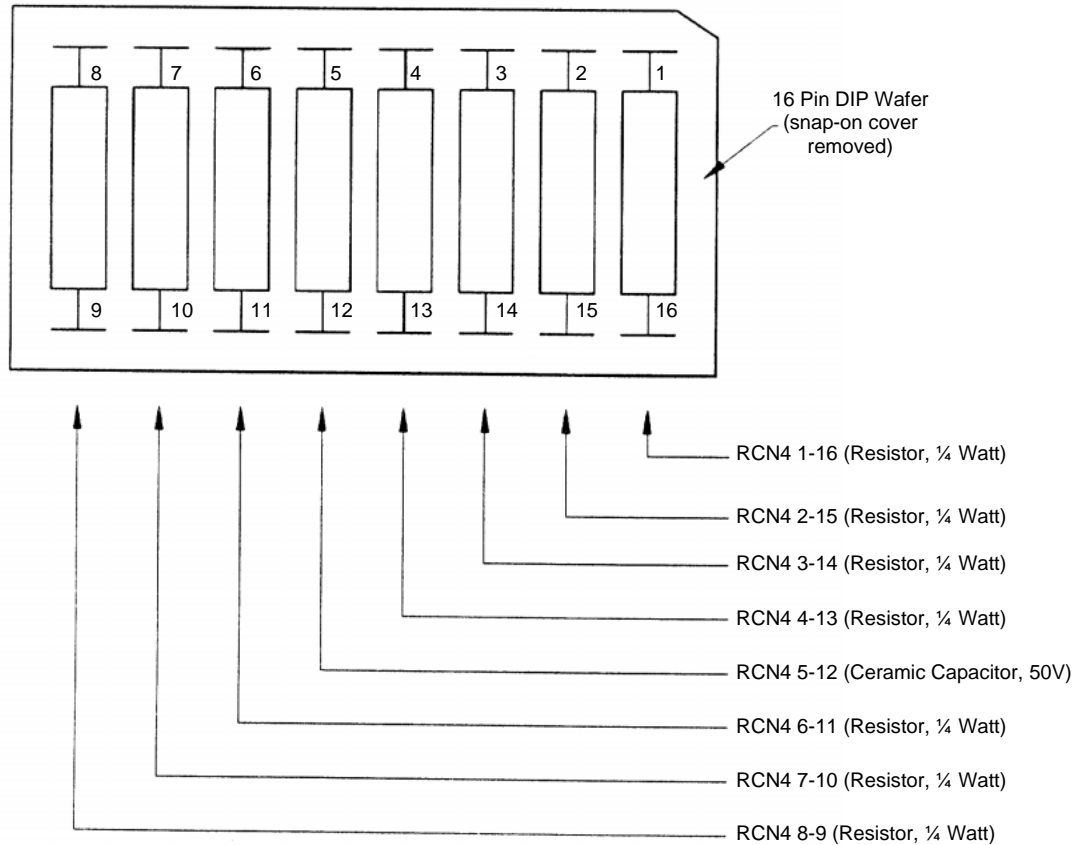 8 7 6 5 4 3 2 1
16 Pin DIP Wafer
(snap-on cover
removed)
9 10 11 12 13 14 15 16
RCN4 1-16 (Resistor, ¼ Watt)
RCN4 2-15 (Resistor, ¼ Watt)
RCN4 3-14 (Resistor, ¼ Watt)
RCN4 4-13 (Resistor, ¼ Watt)
RCN4 5-12 (Ceramic Capacitor, 50V)
RCN4 6-11 (Resistor, ¼ Watt)
RCN4 7-10 (Resistor, ¼ Watt)
RCN4 8-9 (Resistor, ¼ Watt)